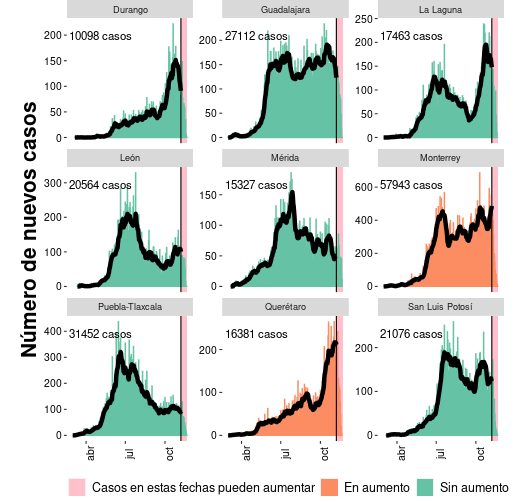 Durango
Guadalajara
La Laguna
10098 casos
27112 casos
17463 casos
200
150
100
50
0
200
150
100
50
0
250
200
150
100
50
0
León
Mérida
Monterrey
20564 casos
15327 casos
57943 casos
300
200
100
0
150
100
50
0
600
400
200
0
Puebla-Tlaxcala
Querétaro
San Luis Potosí
31452 casos
16381 casos
21076 casos
400
300
200
100
0
200
100
0
200
100
0
abr
jul
oct
abr
jul
oct
abr
jul
oct
Número de nuevos casos
Casos en estas fechas pueden aumentar
En aumento
Sin aumento